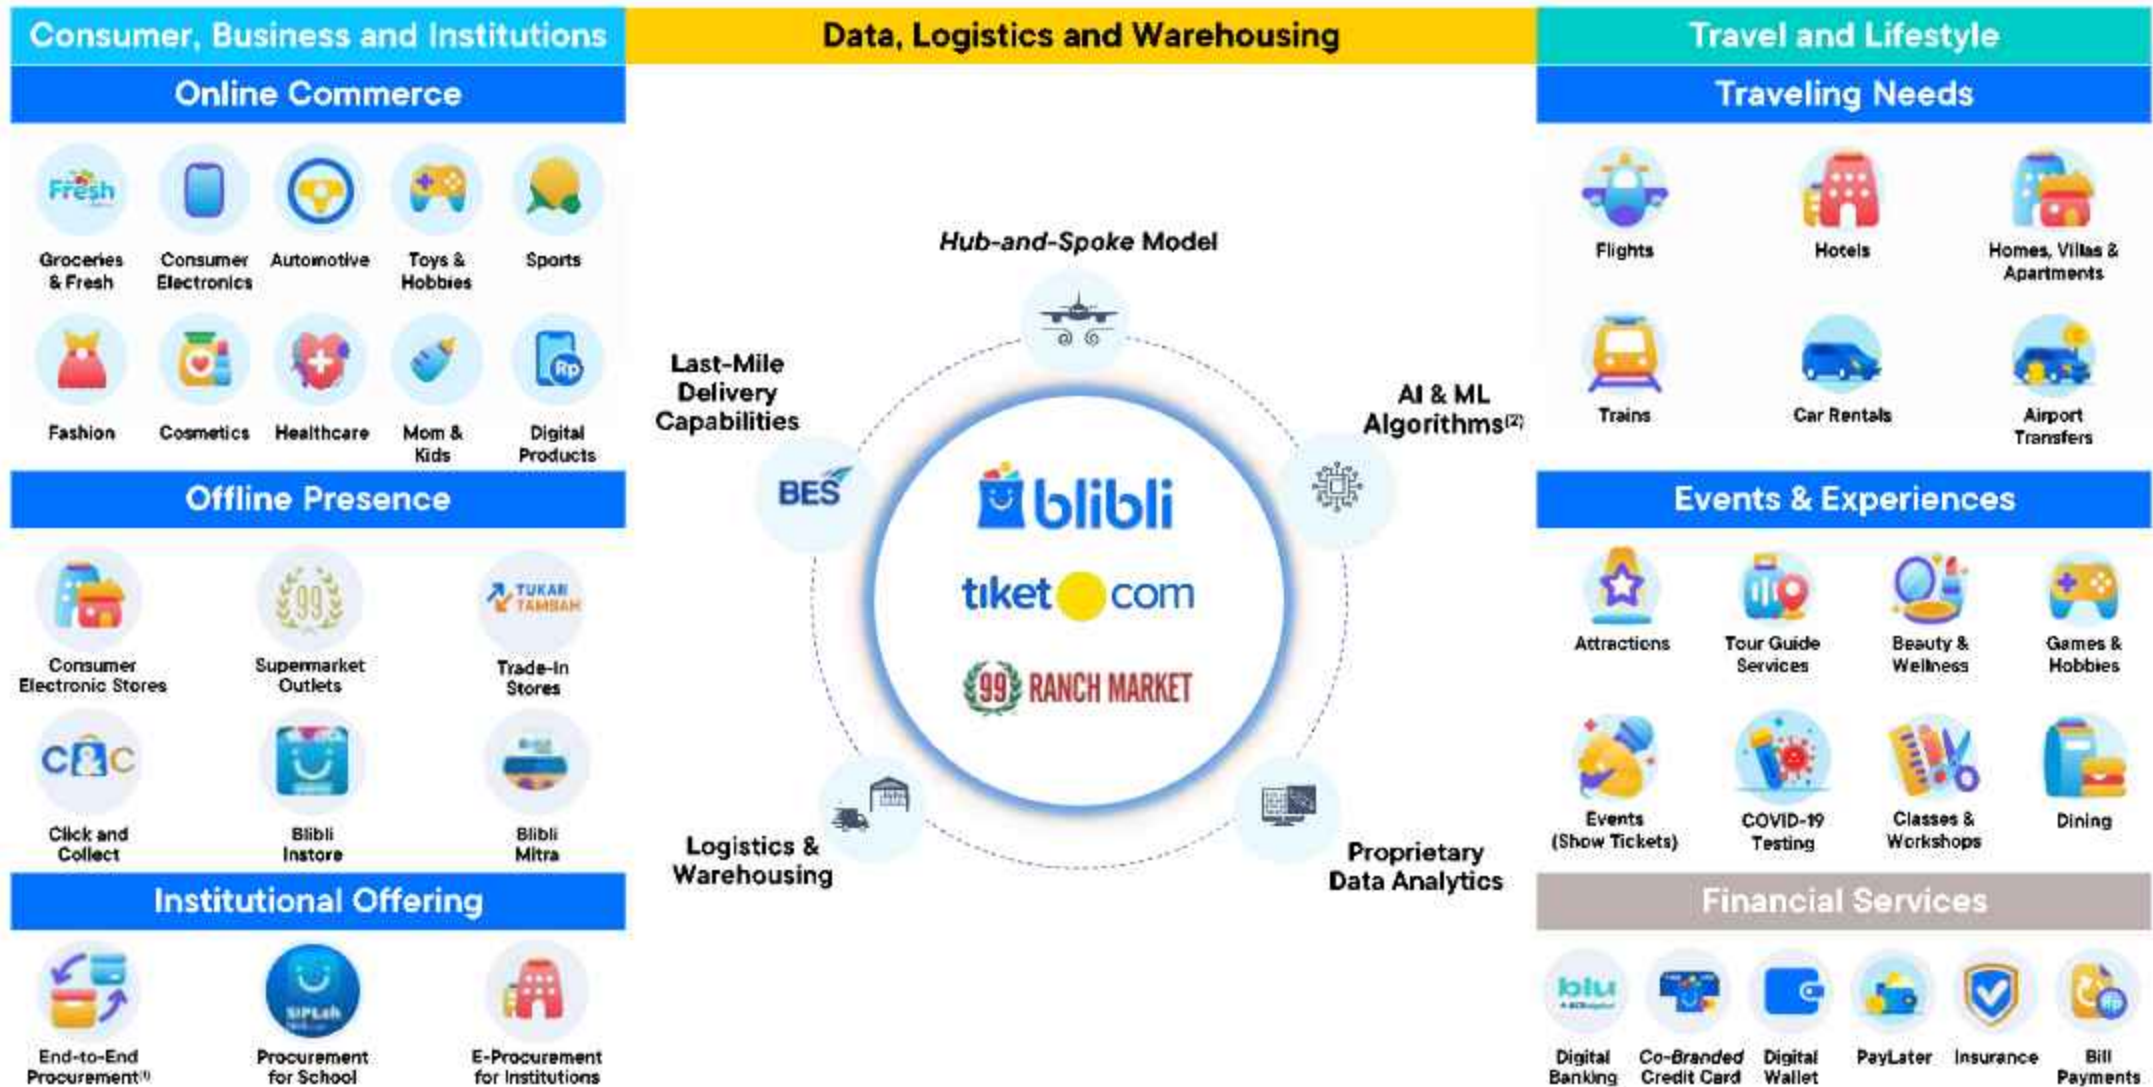 Consumer, Business and Institutions
Online Commerce
Fresh
Groceries
& Fresh
Consumer
Electronics
Automotive
Toys &
Hobbies
Sports
Fashion
Cosmetics
Healthcare
Mom &
Kids
Rp
Digital
Products
Offline Presence
Consumer
Electronic Stores
99
Supermarket
Outlets
TUKAR
TAMBAH
Trade-In
Stores
C&C
Click and
Collect
Blibli
Instore
Blibli
Mitra
Institutional Offering
End-to-End
Procurement(1)
SIPLah
Procurement
for School
E-Procurement
for Institutions
Data, Logistics and Warehousing
Hub-and-Spoke Model
Last-Mile
Delivery
Capabilities
BES
AI & ML
Algorithms(2)
blibli
tiket com
99 RANCH MARKET
Logistics &
Warehousing
Proprietary
Data Analytics
Travel and Lifestyle
Traveling Needs
Flights
Hotels
Homes, Villas &
Apartments
Trains
Car Rentals
Airport
Transfers
Events & Experiences
Attractions
Tour Guide
Services
Beauty &
Wellness
Games &
Hobbies
Events
(Show Tickets)
COVID-19
Testing
Classes &
Workshops
Dining
Financial Services
blu
Digital
Banking
Co-Branded
Credit Card
Digital
Wallet
PayLater
Insurance
Rp
Bill
Payments